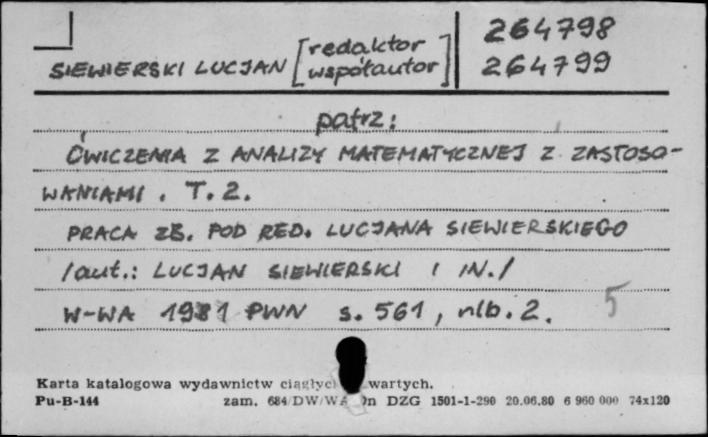 SIEWIERSKI LUCJAN [redaktor współautor]
264798
264799
patrz:
ĆWICZENIA Z ANALIZY MATEMATYCZNEJ Z ZASTOSO-
WANIAMI. T. 2.
PRACA ZB. POD RED. LUCJANA SIEWIERSKIEGO
/aut.: LUCJAN SIEWIERSKI I IN./
W-WA 1981 PWN s. 561, nlb. 2.
5
Karta katalogowa wydawnictw wartych.
Pu-B-144 zam. 684/DW/WA DZG 1501-1-290 20.06.80 6 960 000 74x120